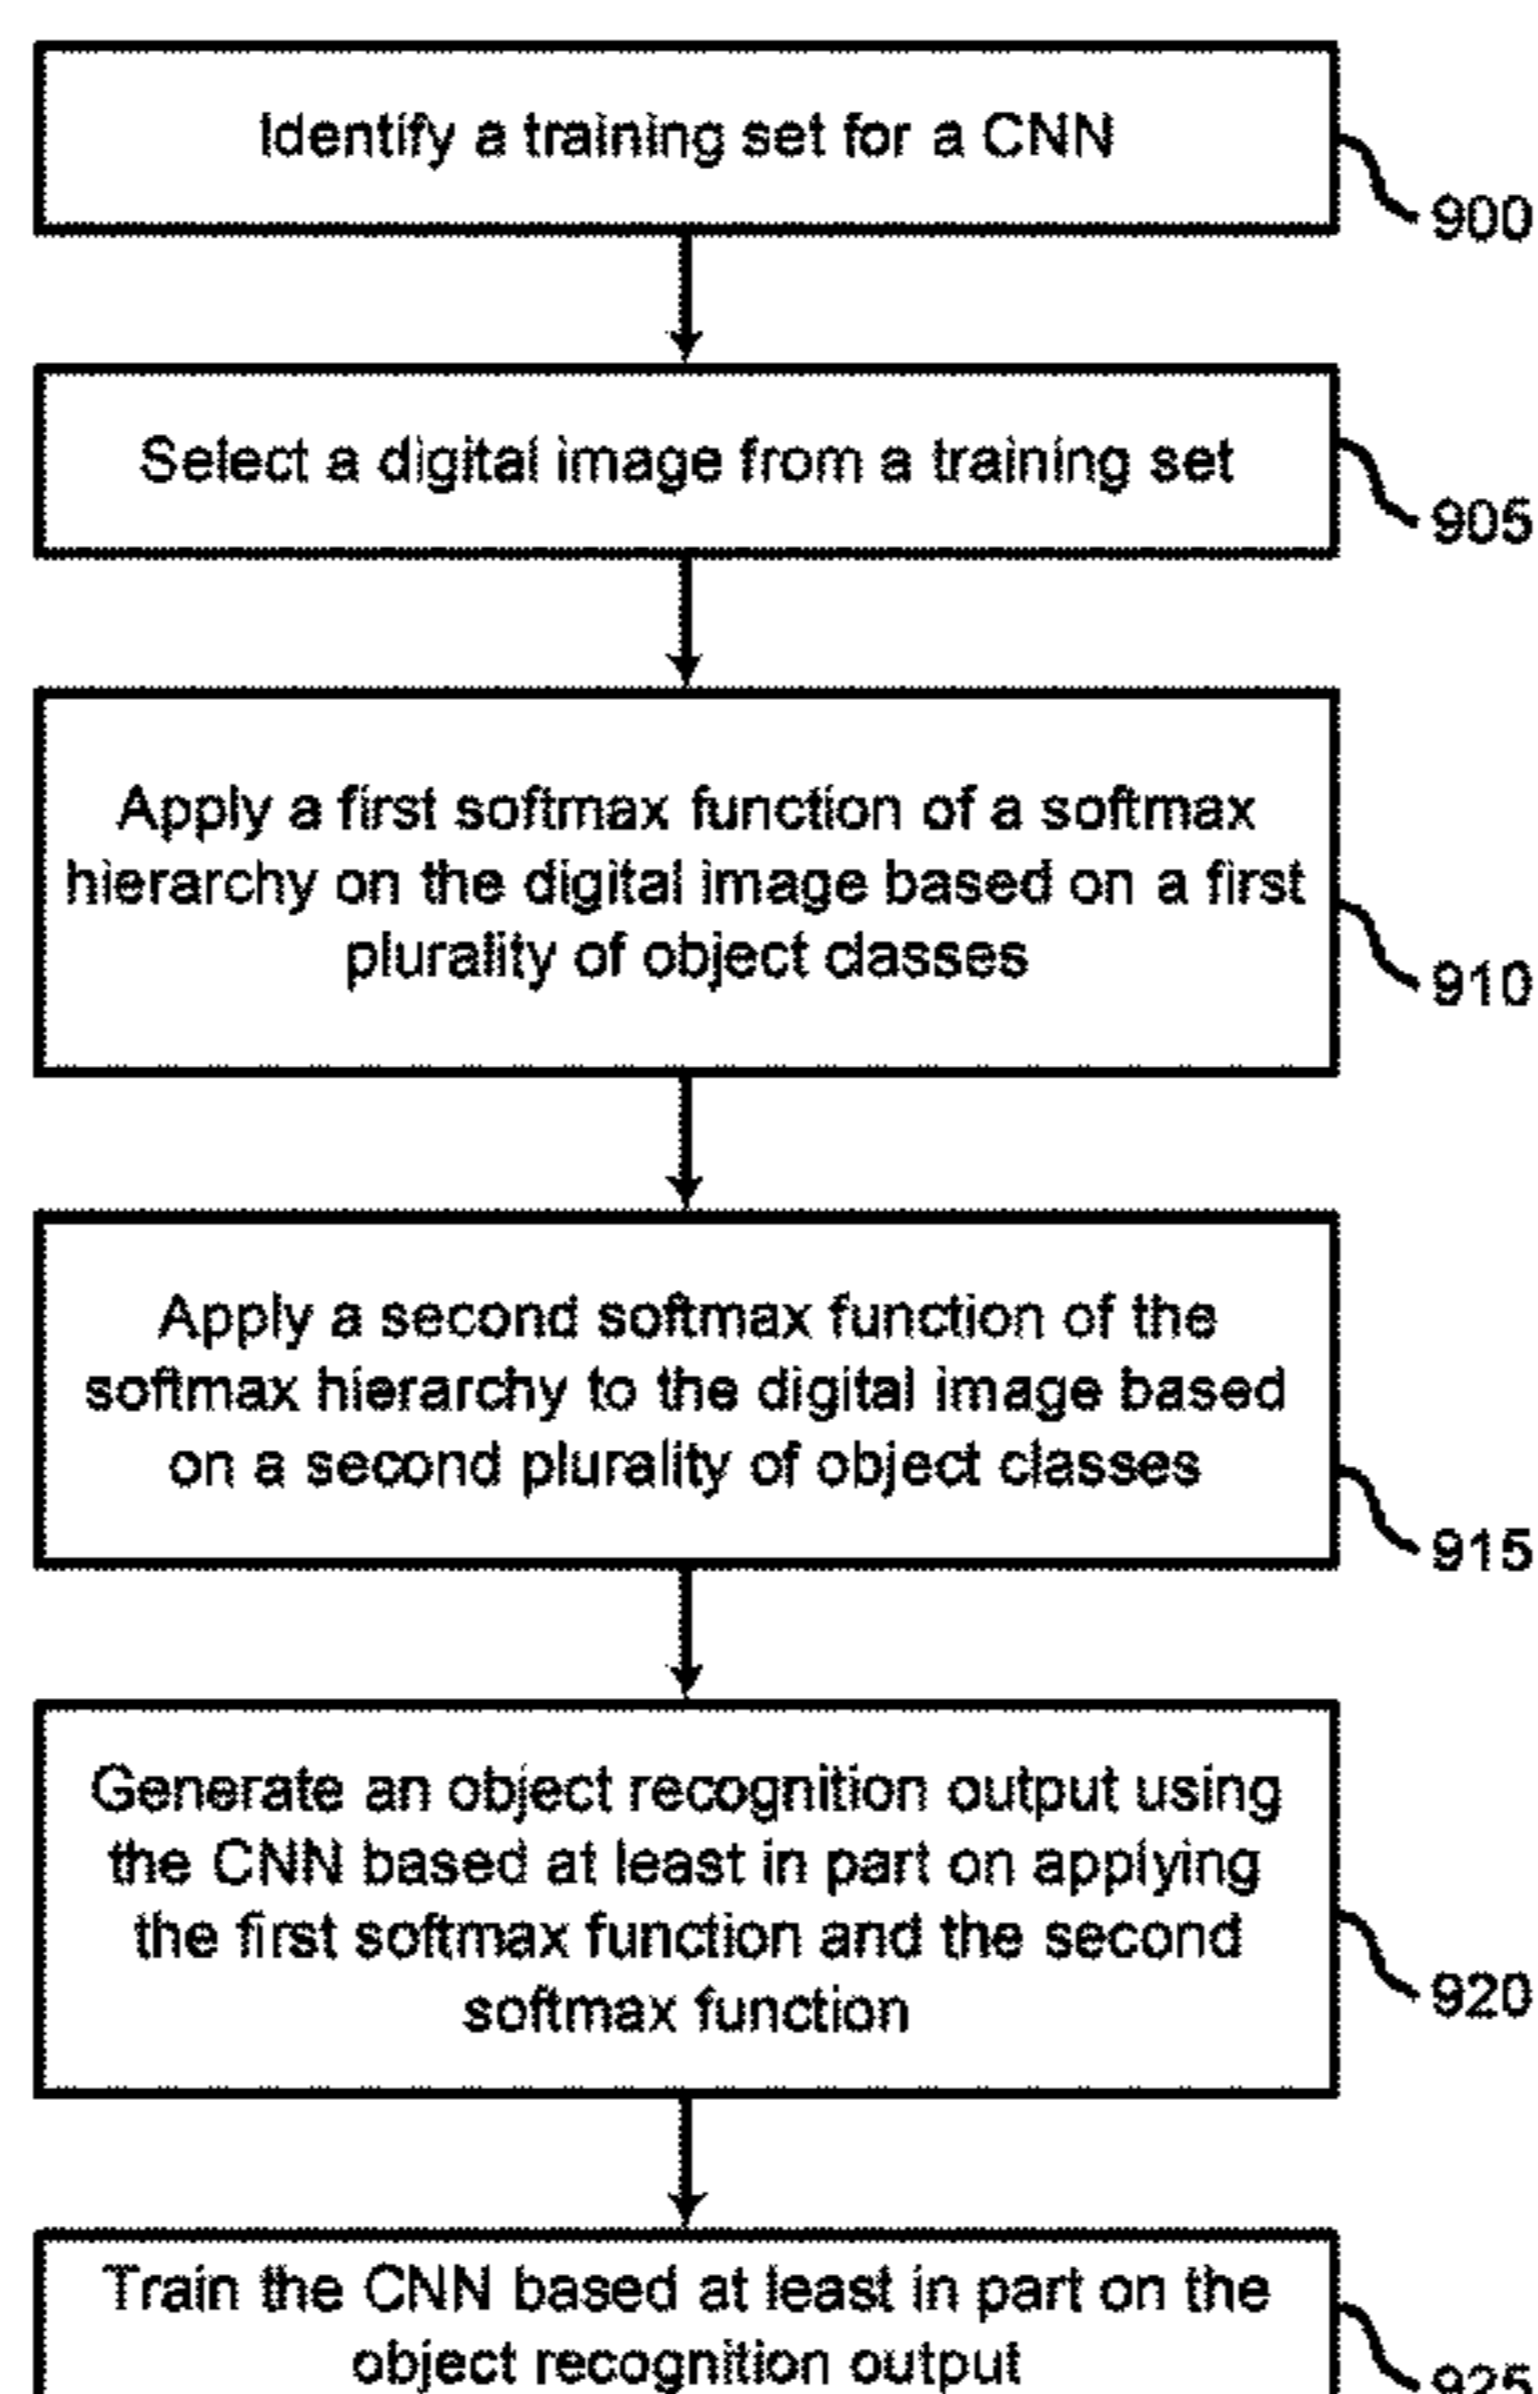 Identify a training set for a CNN
900
Select a digital image from a training set
905
Apply a first softmax function of a softmax
hierarchy on the digital image based on a first
plurality of object classes
910
Apply a second softmax function of the
softmax hierarchy to the digital image based
on a second plurality of object classes
915
Generate an object recognition output using
the CNN based at least in part on applying
the first softmax function and the second
softmax function
920
Train the CNN based at least in part on the
object recognition output
925